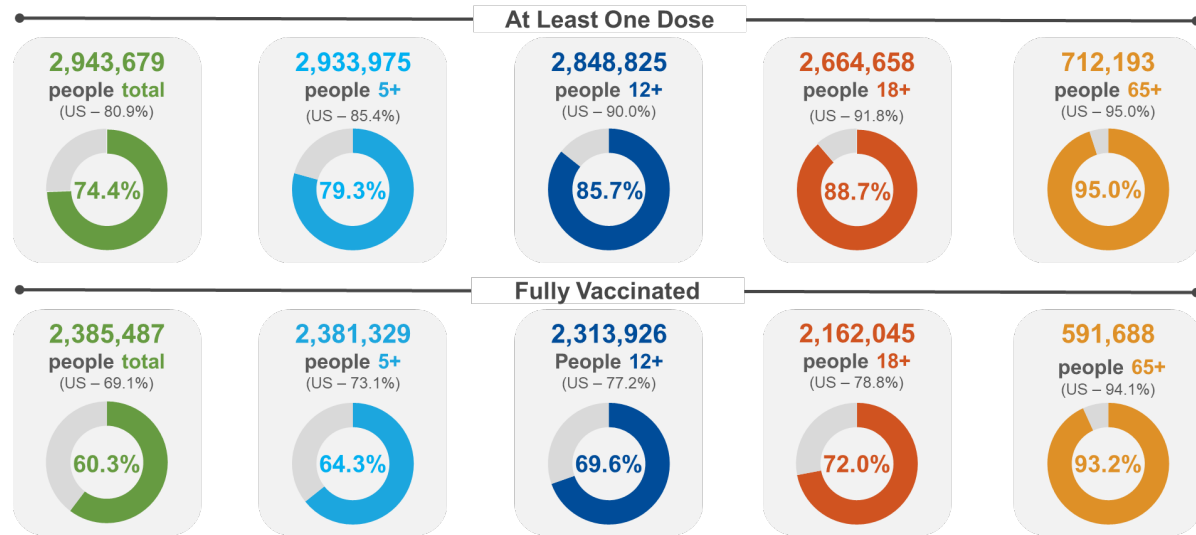 At Least One Dose
2,943,679
people total
(US – 80.9%)
74.4%
2,933,975
people 5+
(US – 85.4%)
79.3%
2,848,825
people 12+
(US – 90.0%)
85.7%
2,664,658
people 18+
(US – 91.8%)
88.7%
712,193
people 65+
(US – 95.0%)
95.0%
Fully Vaccinated
2,385,487
people total
(US – 69.1%)
60.3%
2,381,329
people 5+
(US – 73.1%)
64.3%
2,313,926
People 12+
(US – 77.2%)
69.6%
2,162,045
people 18+
(US – 78.8%)
72.0%
591,688
people 65+
(US – 94.1%)
93.2%